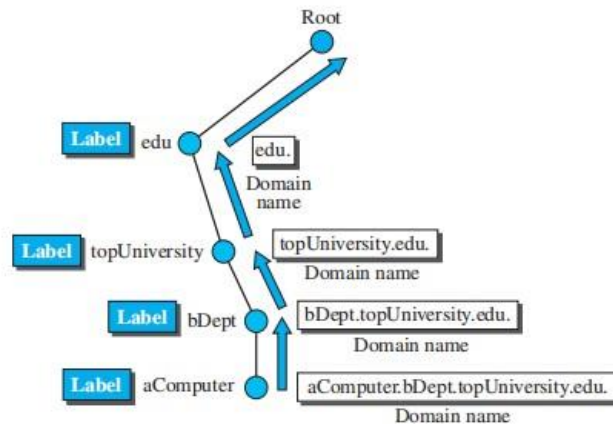 Root
Label edu
edu.
Domain
name
Label topUniversity
topUniversity.edu.
Domain name
Label bDept
bDept.topUniversity.edu.
Domain name
Label aComputer
aComputer.bDept.topUniversity.edu.
Domain name